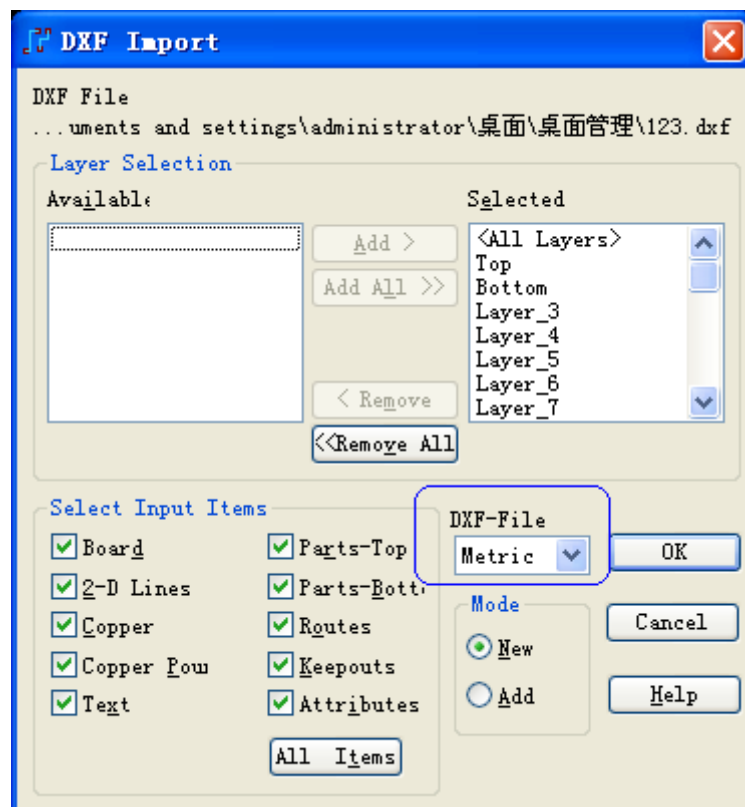 DXF Import
DXF File
...uments and settings\administrator\桌面\桌面管理\123.dxf
Layer Selection
Available
Selected
Add >
Add All >>
< Remove
<<Remove All
<All Layers>
Top
Bottom
Layer_3
Layer_4
Layer_5
Layer_6
Layer_7
Select Input Items
Board
Parts-Top
2-D Lines
Parts-Bott
Copper
Routes
Copper Pou
Keepouts
Text
Attributes
All Items
DXF-File
Metric
Mode
New
Add
OK
Cancel
Help